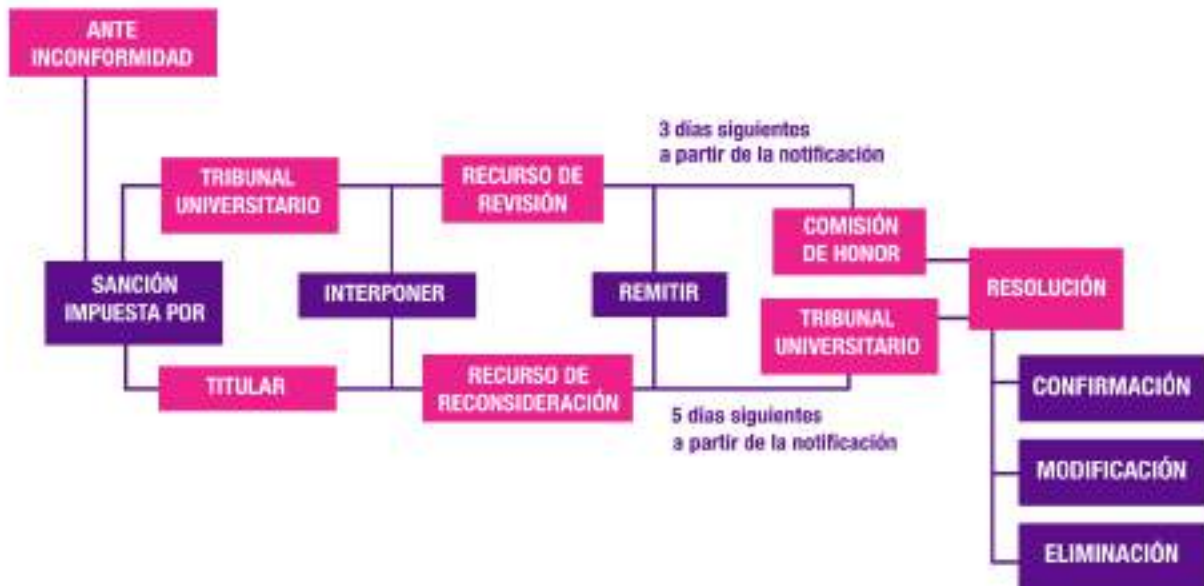 ANTE
INCONFORMIDAD
3 días siguientes
a partir de la notificación
TRIBUNAL
UNIVERSITARIO
RECURSO DE
REVISIÓN
COMISIÓN
DE HONOR
SANCIÓN
IMPUESTA POR
INTERPONER
REMITIR
RESOLUCIÓN
TRIBUNAL
UNIVERSITARIO
TITULAR
RECURSO DE
RECONSIDERACIÓN
5 días siguientes
a partir de la notificación
CONFIRMACIÓN
MODIFICACIÓN
ELIMINACIÓN